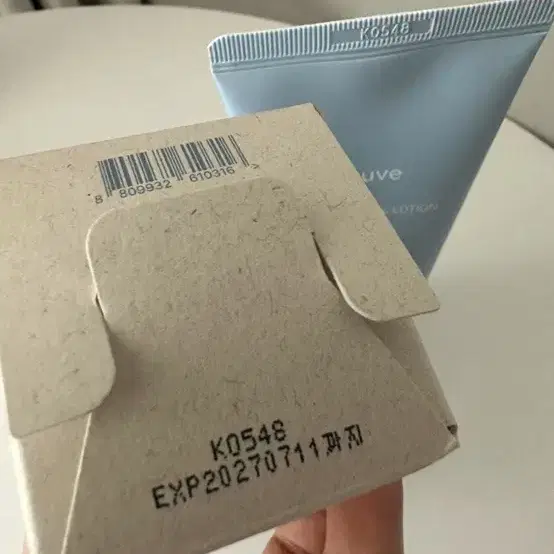 K0548
uve
LOTION
8 809932 610316 >
K0548
EXP20270711까지